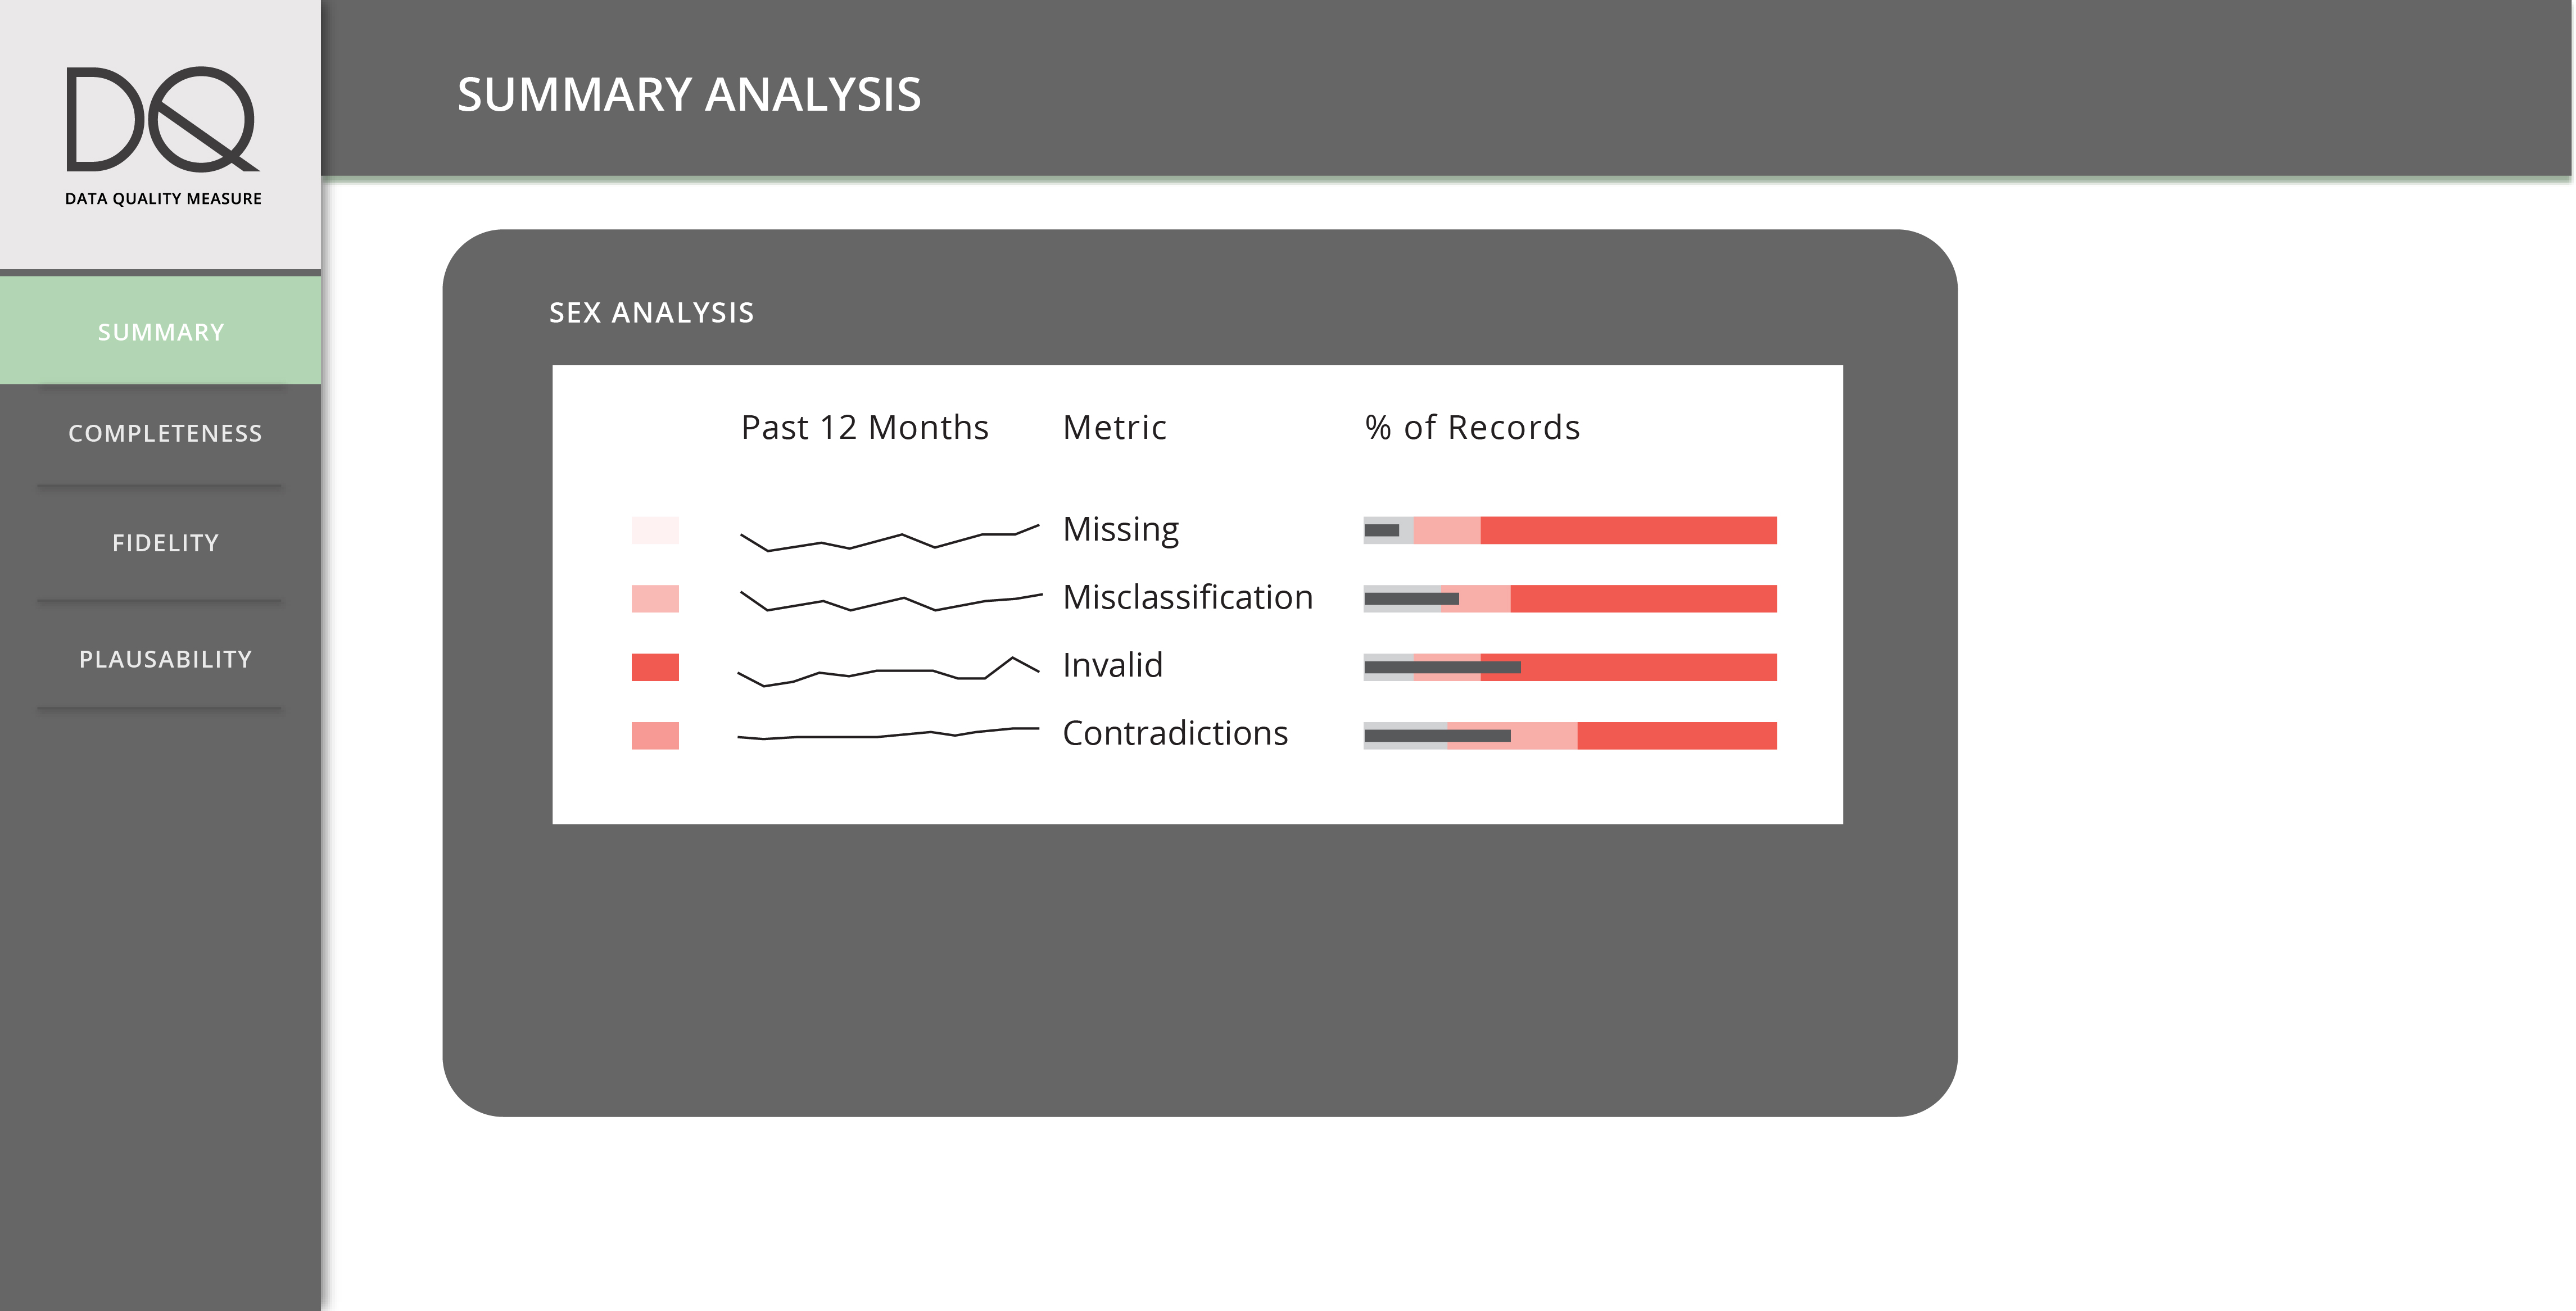 DQ
DATA QUALITY MEASURE
SUMMARY
COMPLETENESS
FIDELITY
PLAUSABILITY
SUMMARY ANALYSIS
SEX ANALYSIS
Past 12 Months Metric % of Records
Missing
Misclassification
Invalid
Contradictions